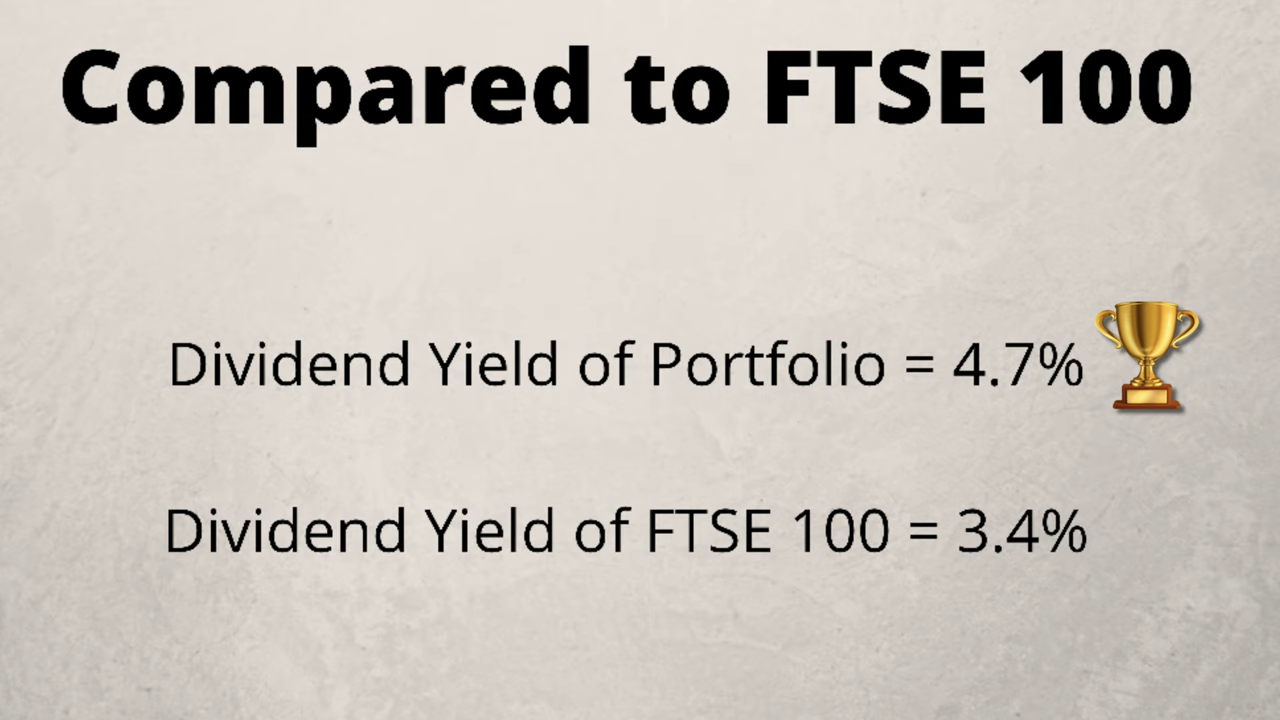 Compared to FTSE 100
Dividend Yield of Portfolio = 4.7%
Dividend Yield of FTSE 100 = 3.4%